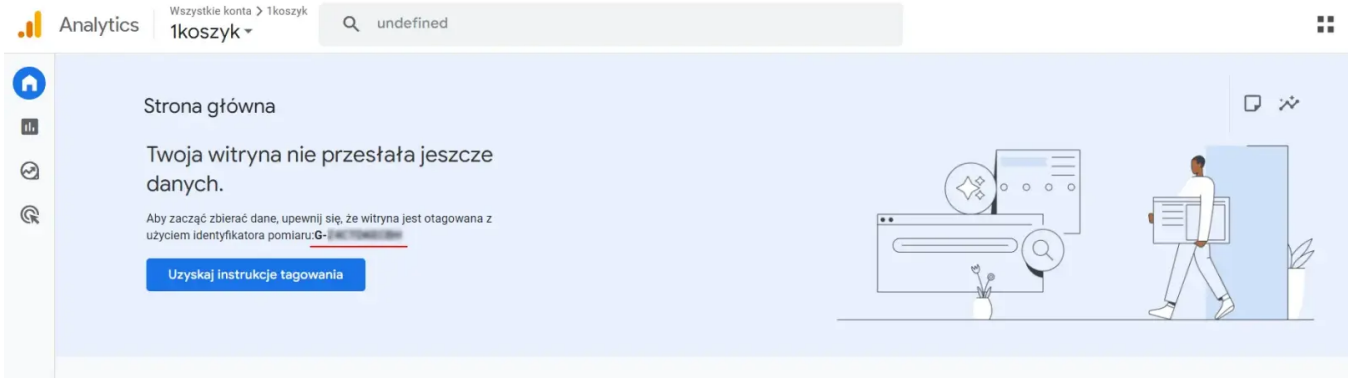 Analytics
Wszystkie konta > 1koszyk
1koszyk
undefined
Strona główna
Twoja witryna nie przesłała jeszcze
danych.
Aby zacząć zbierać dane, upewnij się, że witryna jest otagowana z
użyciem identyfikatora pomiaru:G-
Uzyskaj instrukcje tagowania